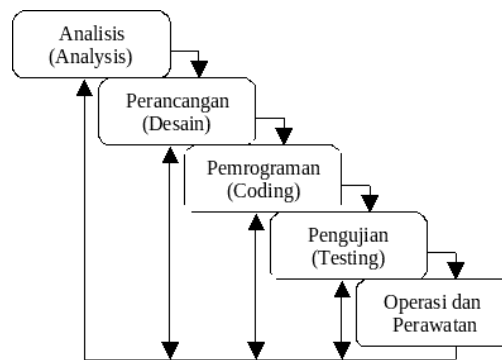 Analisis
(Analysis)
Perancangan
(Desain)
Pemrograman
(Coding)
Pengujian
(Testing)
Operasi dan
Perawatan